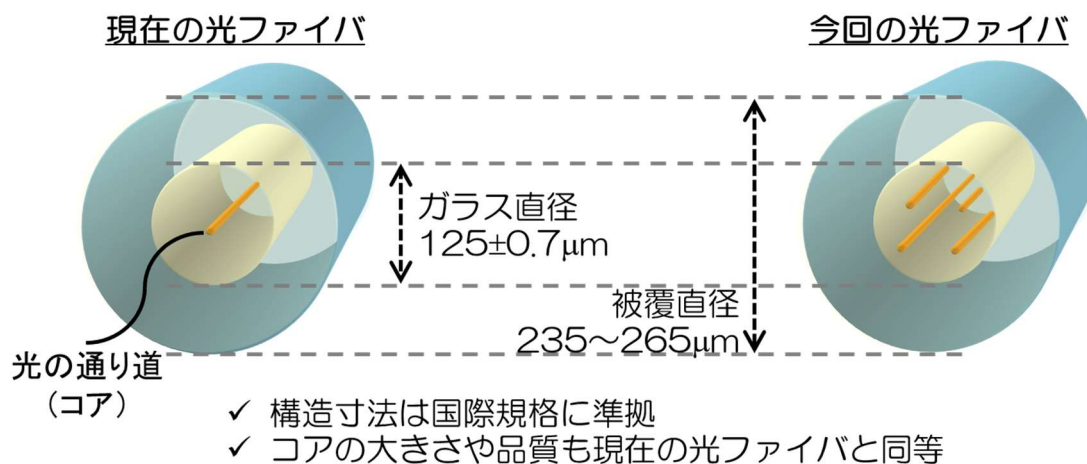 現在の光ファイバ
今回の光ファイバ
ガラス直径
125±0.7μm
被覆直径
235～265μm
光の通り道
（コア）
✓ 構造寸法は国際規格に準拠
✓ コアの大きさや品質も現在の光ファイバと同等